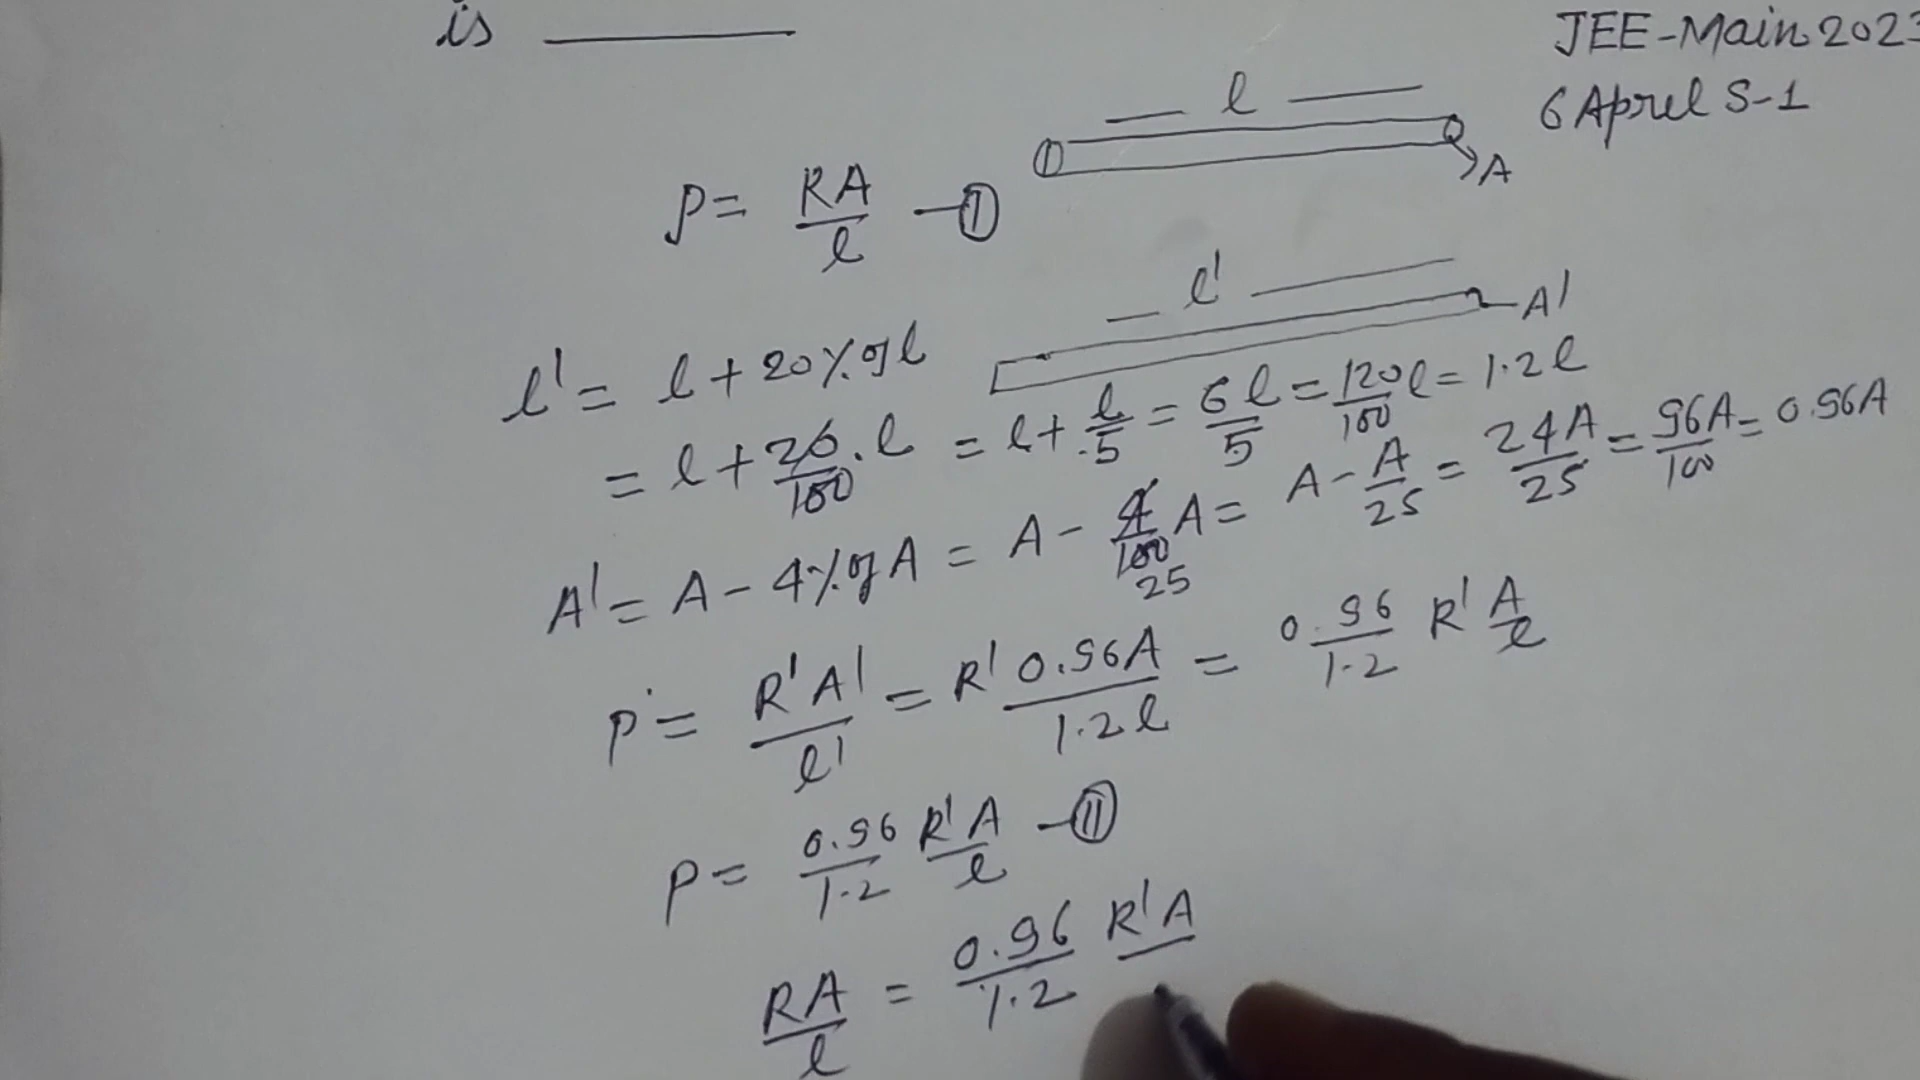 is ______
JEE-Main 2023
6 April S-1
l
A
ρ = RA/l — I
l'
A'
l' = l + 20% of l
= l + 20/100 . l = l + l/5 = 6l/5 = 120/100 l = 1.2l
A' = A - 4% of A = A - 4/100 A = A - A/25 = 24A/25 = 96A/100 = 0.96A
25
ρ = R'A'/l' = R' 0.96A/1.2l = 0.96/1.2 R' A/l
ρ = 0.96/1.2 R'A/l — II
RA/l = 0.96/1.2 R'A